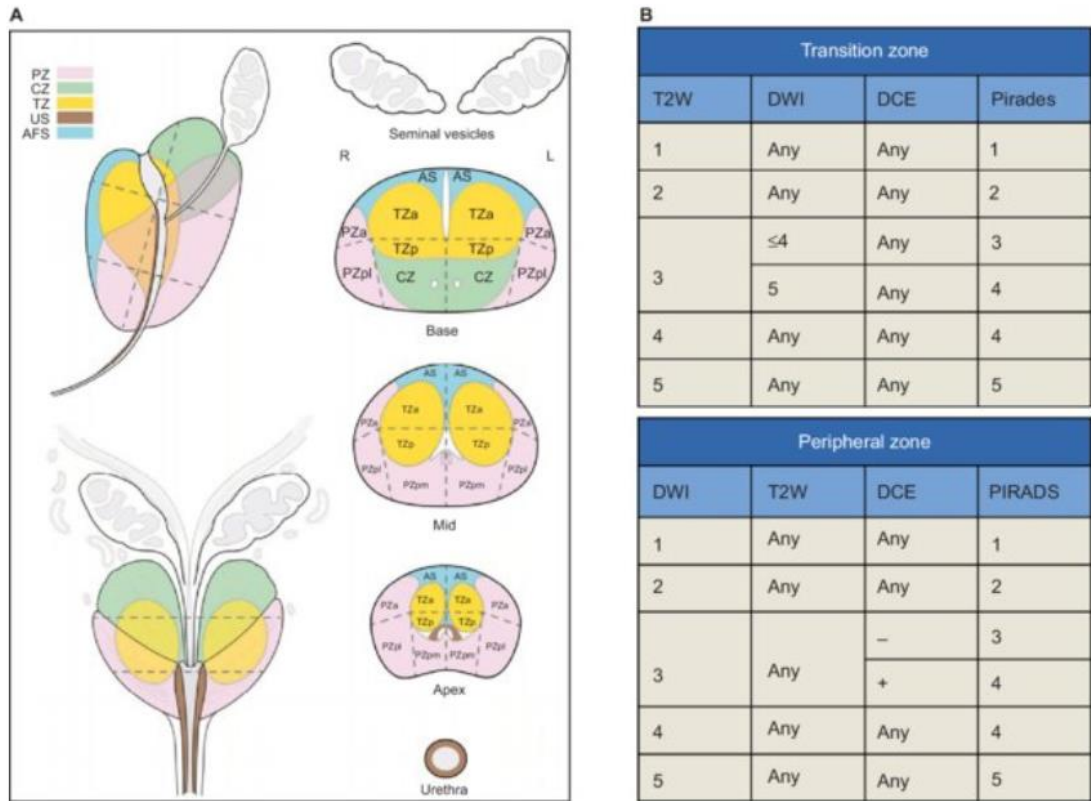 A
PZ
CZ
TZ
US
AFS
Seminal vesicles
R L
AS AS
TZa TZa
PZa PZa
TZp TZp
PZpl CZ CZ PZpl
Base
AS AS
TZa TZa
PZa PZa
TZp TZp
PZpl PZpl
PZpm PZpm
Mid
AS AS
TZa TZa
PZa PZa
TZp TZp
PZpl PZpm PZpm PZpl
Apex
Urethra
B
Transition zone
T2W DWI DCE Pirades
1 Any Any 1
2 Any Any 2
3 ≤4 Any 3
5 Any 4
4 Any Any 4
5 Any Any 5
Peripheral zone
DWI T2W DCE PIRADS
1 Any Any 1
2 Any Any 2
3 Any – 3
+ 4
4 Any Any 4
5 Any Any 5